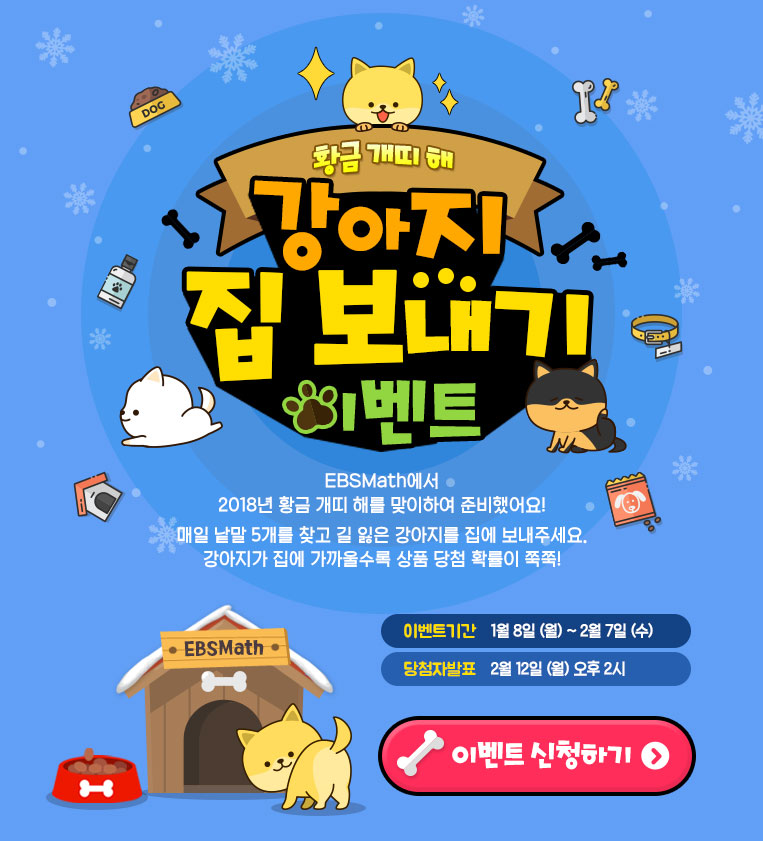 DOG
황금 개띠 해
강아지
집 보내기
이벤트
EBSMath에서
2018년 황금 개띠 해를 맞이하여 준비했어요!
매일 낱말 5개를 찾고 길 잃은 강아지를 집에 보내주세요.
강아지가 집에 가까울수록 상품 당첨 확률이 쭉쭉!
EBSMath
이벤트기간 1월 8일 (월) ~ 2월 7일 (수)
당첨자발표 2월 12일 (월) 오후 2시
이벤트 신청하기